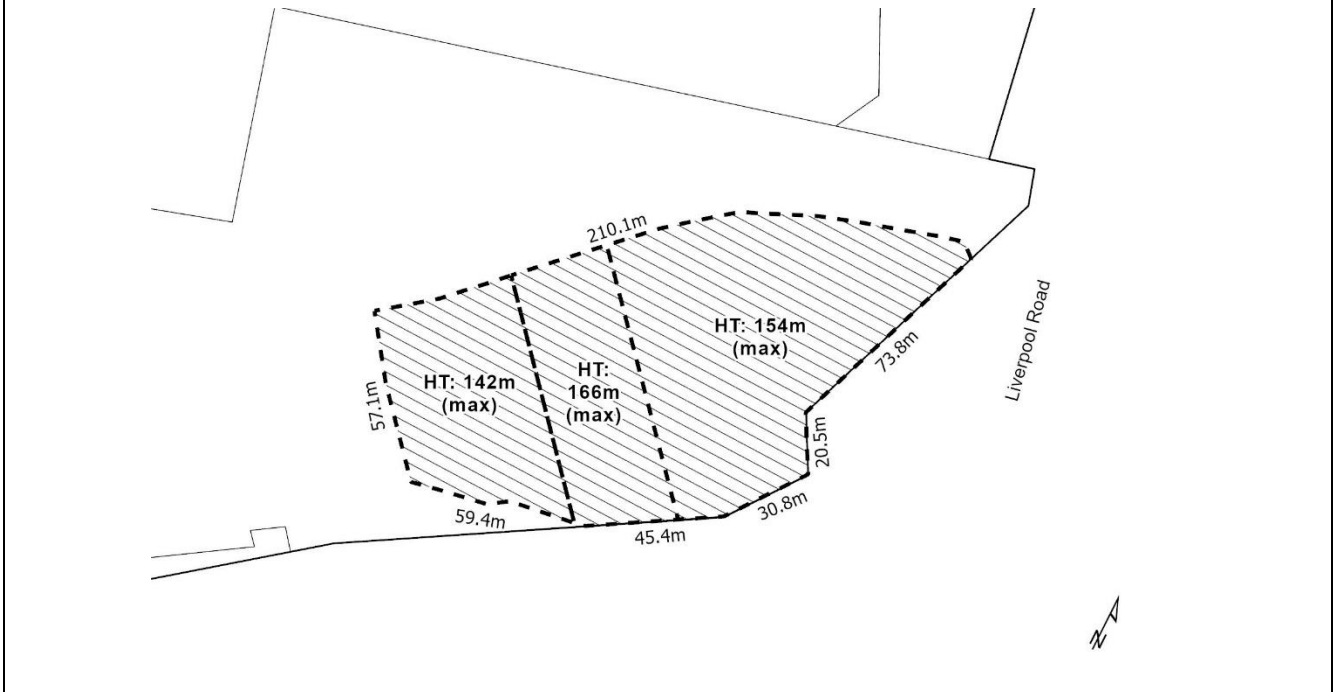 210.1m
HT: 154m
(max)
HT:
166m
(max)
HT: 142m
(max)
57.1m
73.8m
Liverpool Road
20.5m
30.8m
59.4m
45.4m
N